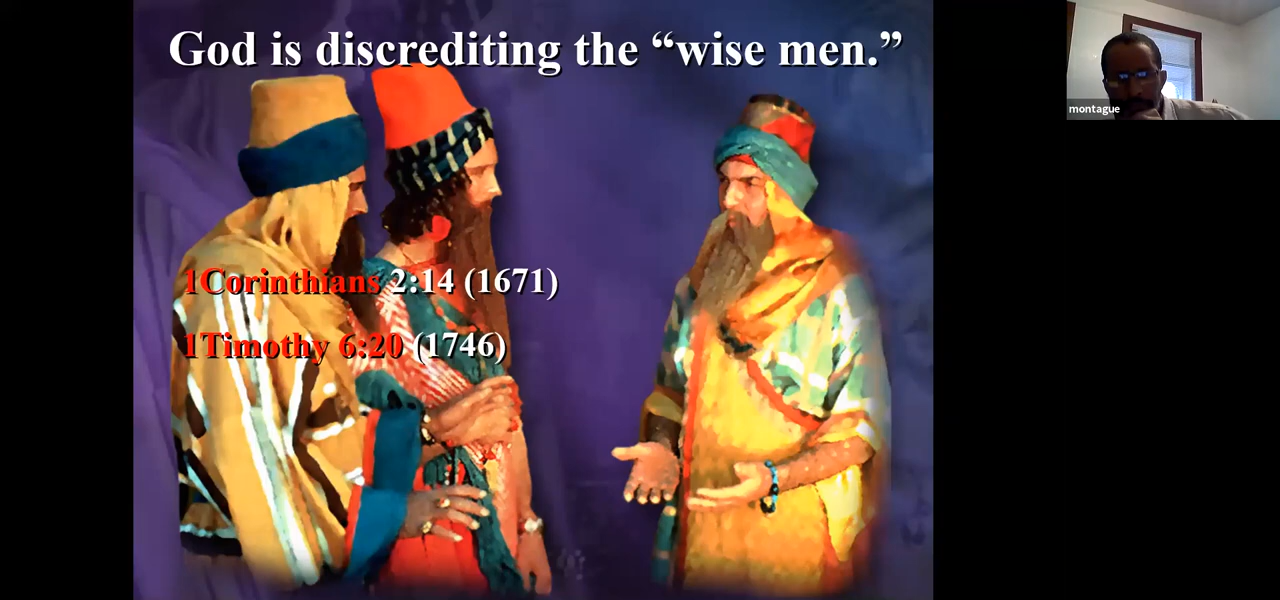 God is discrediting the “wise men.”
1Corinthians 2:14 (1671)
1Timothy 6:20 (1746)
montague